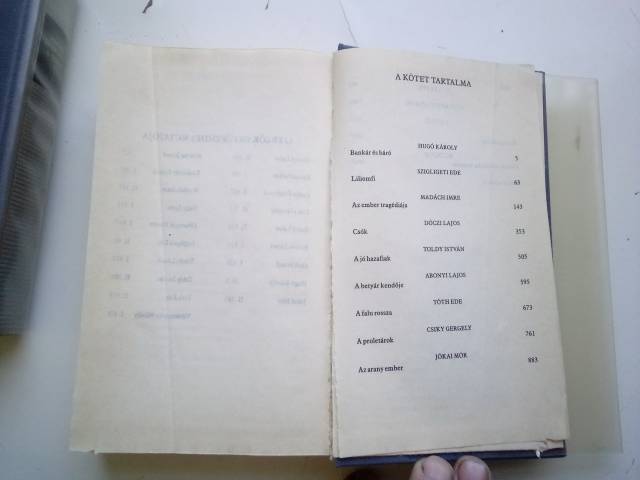 A KÖTET TARTALMA
HUGÓ KÁROLY
Bankár és báró 5
SZIGLIGETI EDE
Liliomfi 63
MADÁCH IMRE
Az ember tragédiája 143
DÓCZI LAJOS
Csók 353
TOLDY ISTVÁN
A jó hazafiak 505
ABONYI LAJOS
A betyár kendője 595
TÓTH EDE
A falu rossza 673
CSIKY GERGELY
A proletárok 761
JÓKAI MÓR
Az arany ember 883